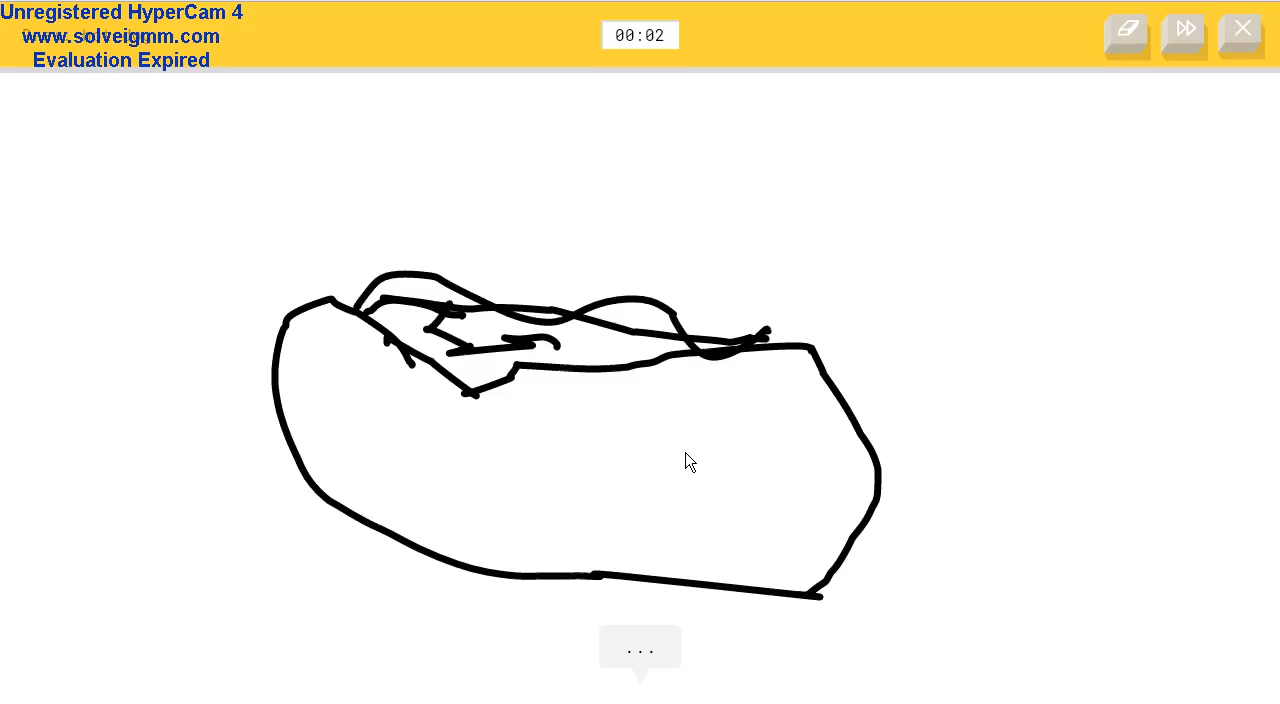 Unregistered HyperCam 4
www.solveigmm.com
Evaluation Expired
00:02
...